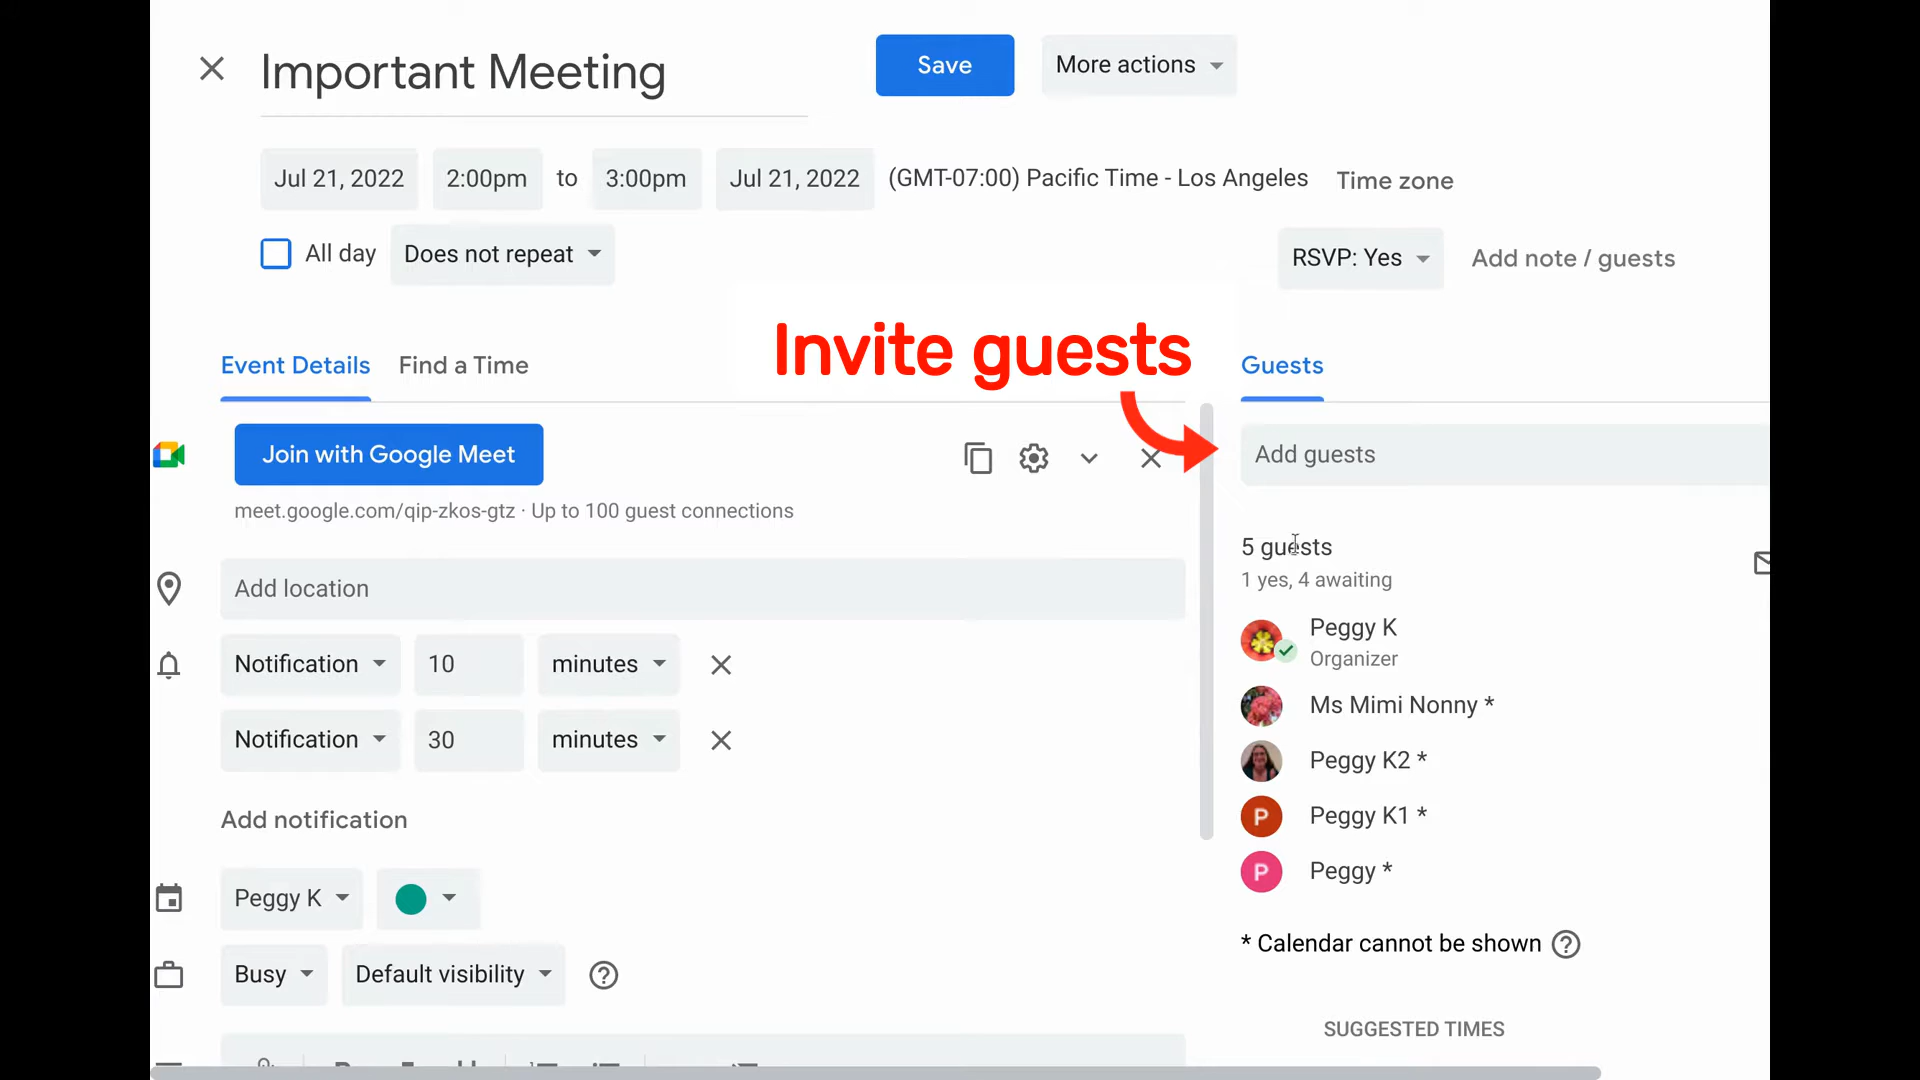 Important Meeting
Save
More actions
Jul 21, 2022 2:00pm to 3:00pm Jul 21, 2022 (GMT-07:00) Pacific Time - Los Angeles Time zone
All day Does not repeat
RSVP: Yes Add note / guests
Invite guests
Event Details Find a Time
Guests
Join with Google Meet
Add guests
meet.google.com/qip-zkos-gtz · Up to 100 guest connections
5 guests
1 yes, 4 awaiting
Add location
Peggy K
Organizer
Notification 10 minutes
Ms Mimi Nonny *
Notification 30 minutes
Peggy K2 *
P Peggy K1 *
Add notification
P Peggy *
Peggy K
* Calendar cannot be shown
Busy Default visibility
SUGGESTED TIMES